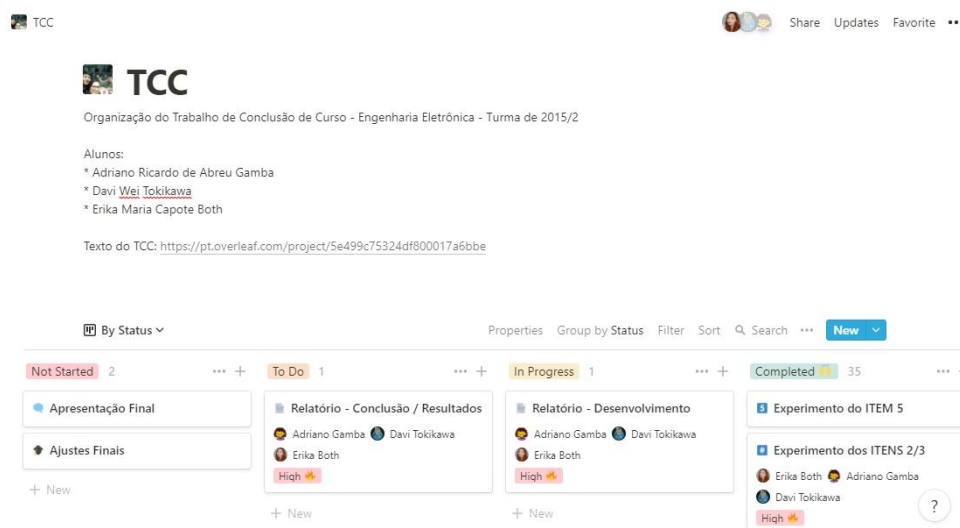 TCC
Share Updates Favorite
TCC
Organização do Trabalho de Conclusão de Curso - Engenharia Eletrônica - Turma de 2015/2
Alunos:
* Adriano Ricardo de Abreu Gamba
* Davi Wei Tokikawa
* Erika Maria Capote Both
Texto do TCC: https://pt.overleaf.com/project/5e499c75324df800017a6bbe
By Status
Properties Group by Status Filter Sort Search ••• New
Not Started 2 ••• +
To Do 1 ••• +
In Progress 1 ••• +
Completed 35 •••
Apresentação Final
Ajustes Finais
+ New
Relatório - Conclusão / Resultados
Adriano Gamba Davi Tokikawa
Erika Both
High
+ New
Relatório - Desenvolvimento
Adriano Gamba Davi Tokikawa
Erika Both
High
+ New
5 Experimento do ITEM 5
# Experimento dos ITENS 2/3
Erika Both Adriano Gamba
Davi Tokikawa
High
?